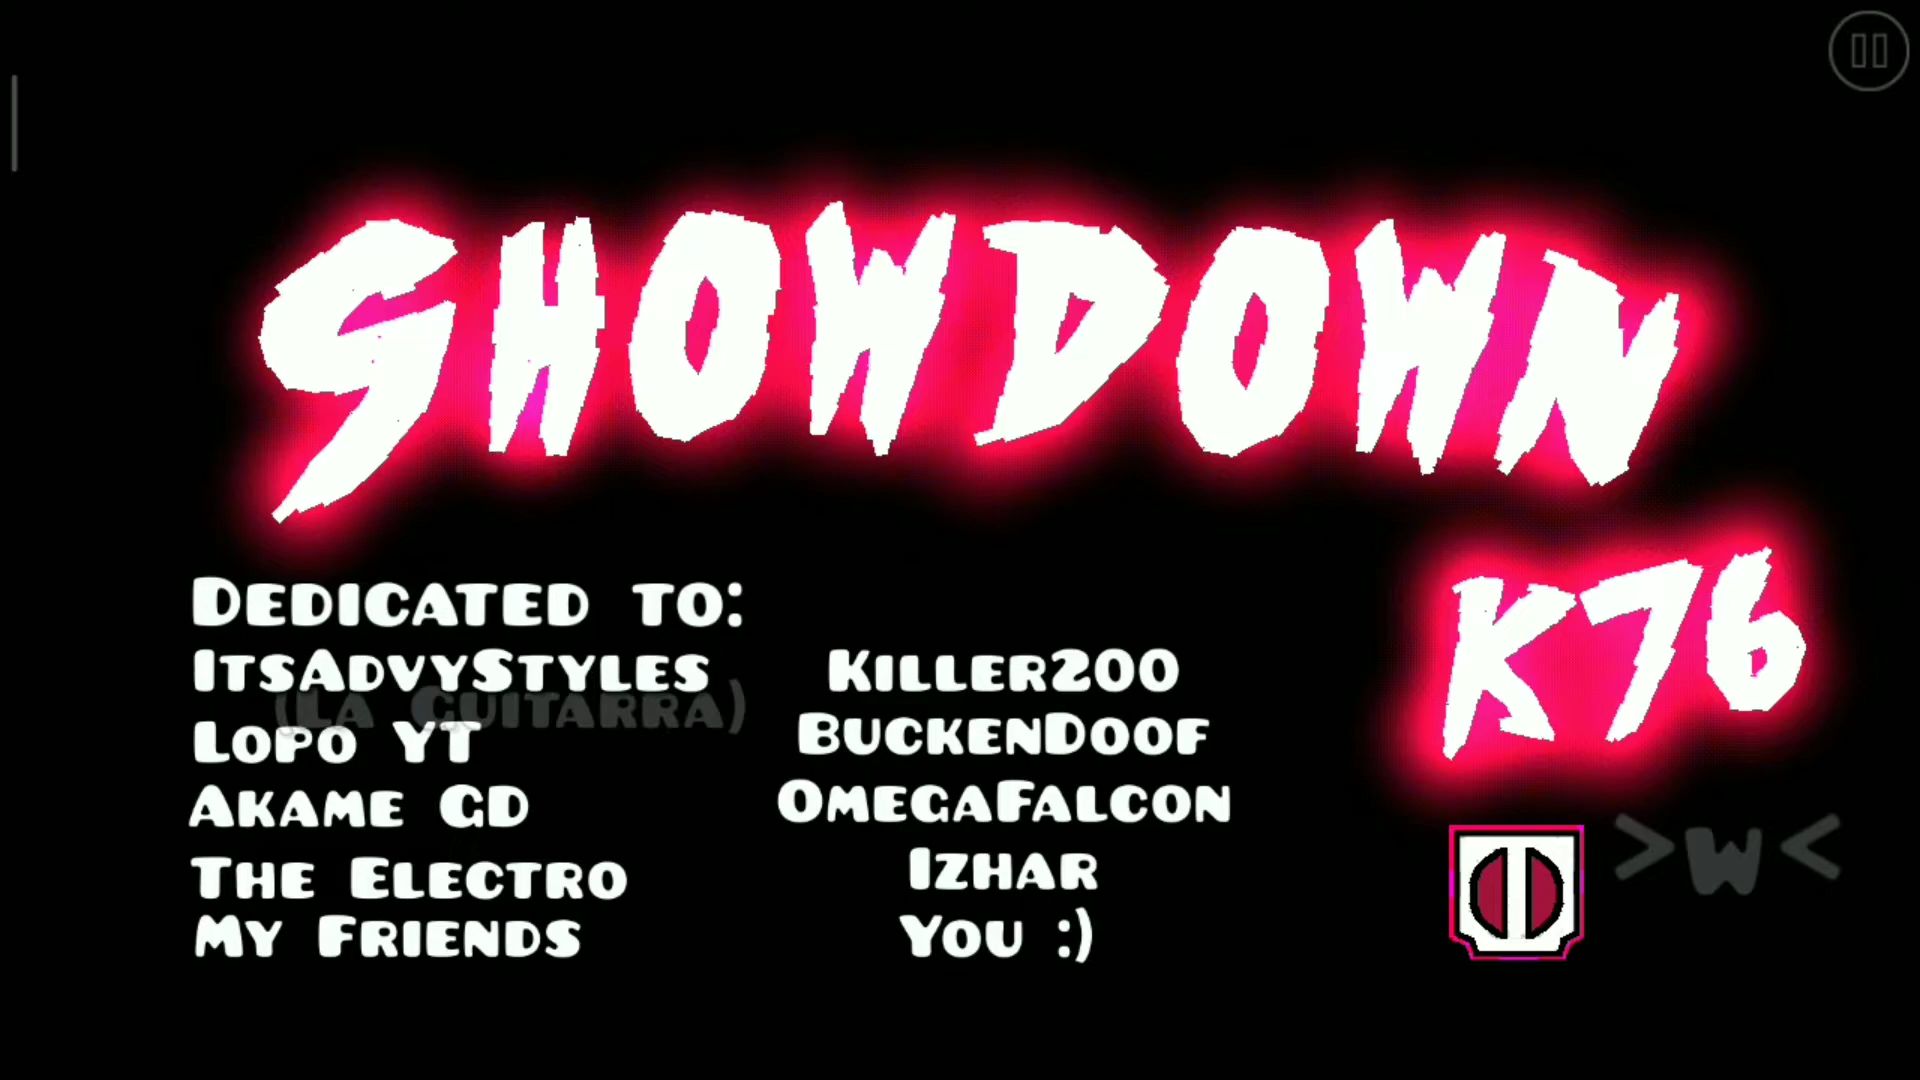 SHOWDOWN
K76
DEDICATED TO:
ITSADVYSTYLES
(LA GUITARRA)
LOPO YT
AKAME GD
THE ELECTRO
MY FRIENDS
KILLER200
BUCKENDOOF
OMEGAFALCON
IZHAR
YOU :)
>W<